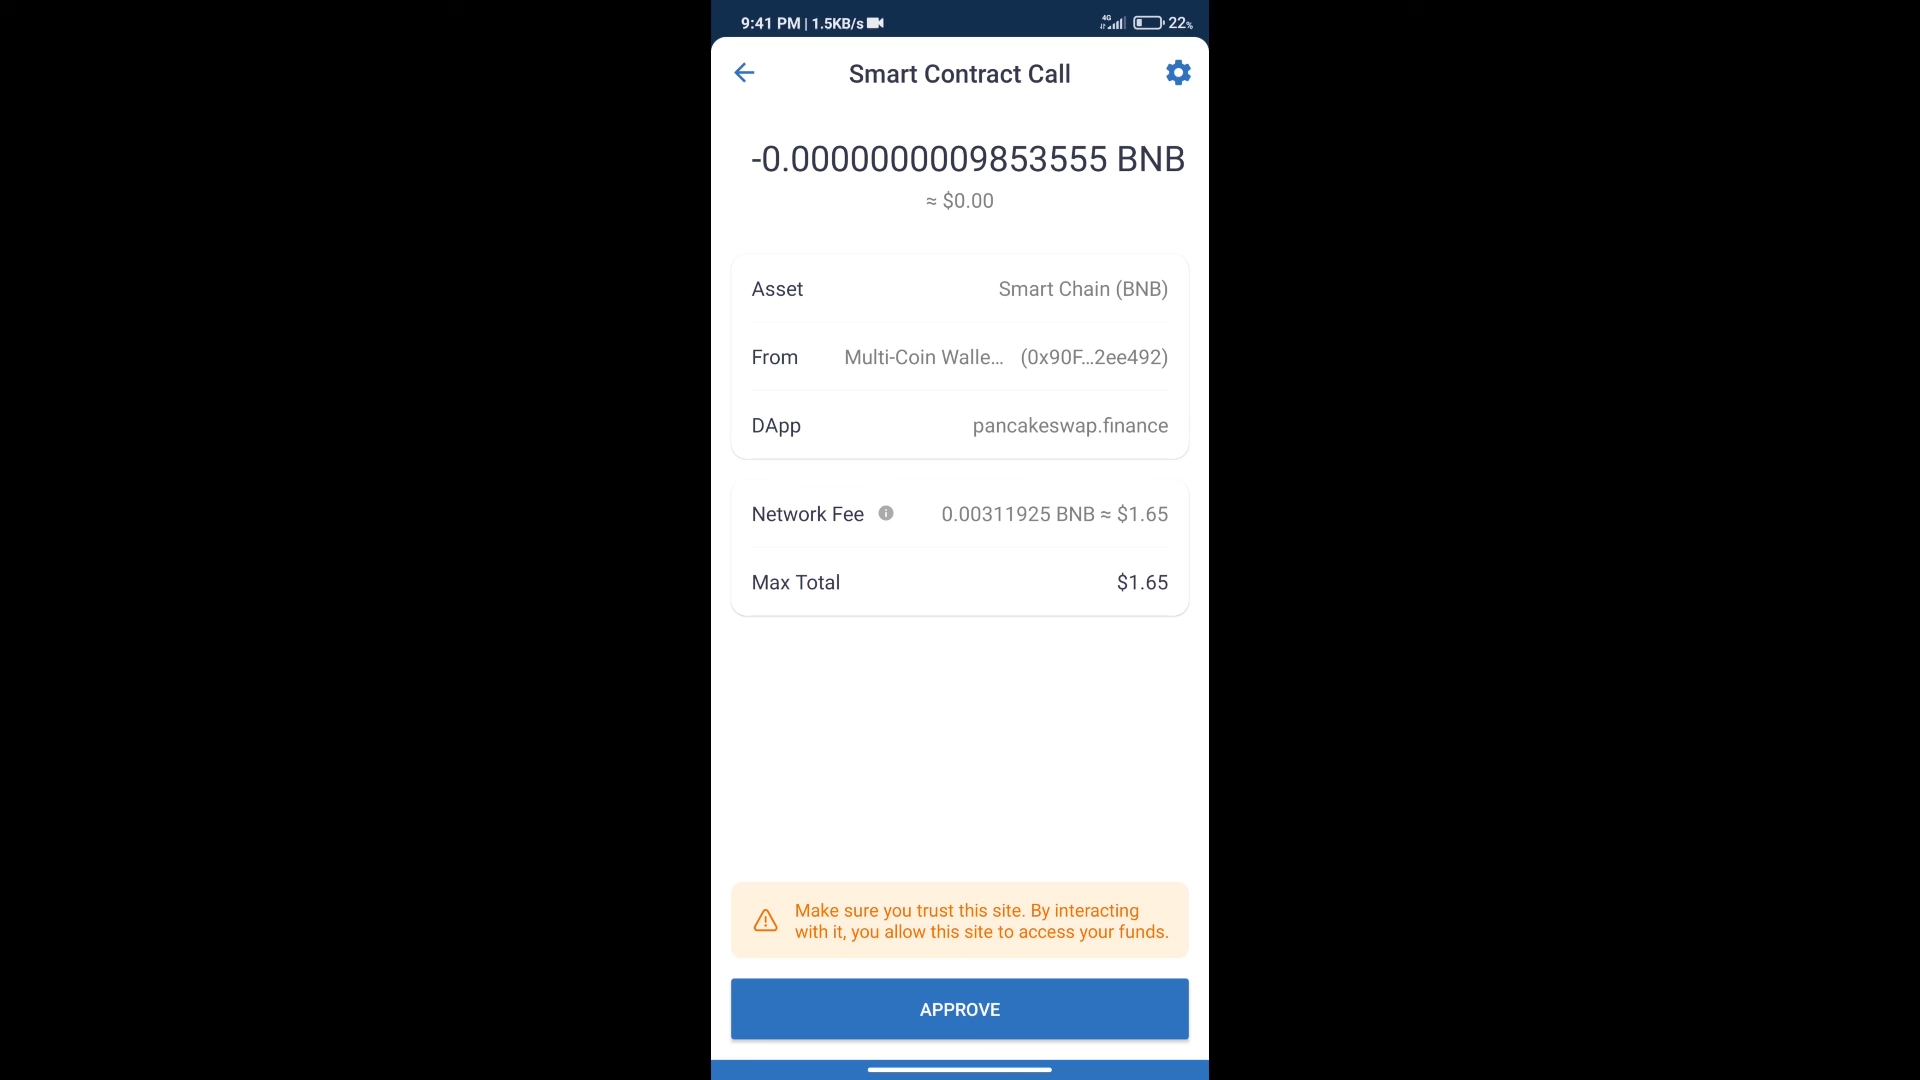 9:41 PM | 1.5KB/s 4G 22%
Smart Contract Call
-0.0000000009853555 BNB
≈ $0.00
Asset Smart Chain (BNB)
From Multi-Coin Walle... (0x90F...2ee492)
DApp pancakeswap.finance
Network Fee 0.00311925 BNB ≈ $1.65
Max Total $1.65
Make sure you trust this site. By interacting
with it, you allow this site to access your funds.
APPROVE